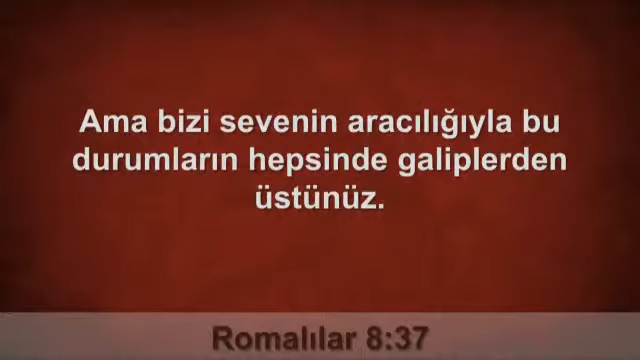 Ama bizi sevenin aracılığıyla bu
durumların hepsinde galiplerden
üstünüz.
Romalılar 8:37